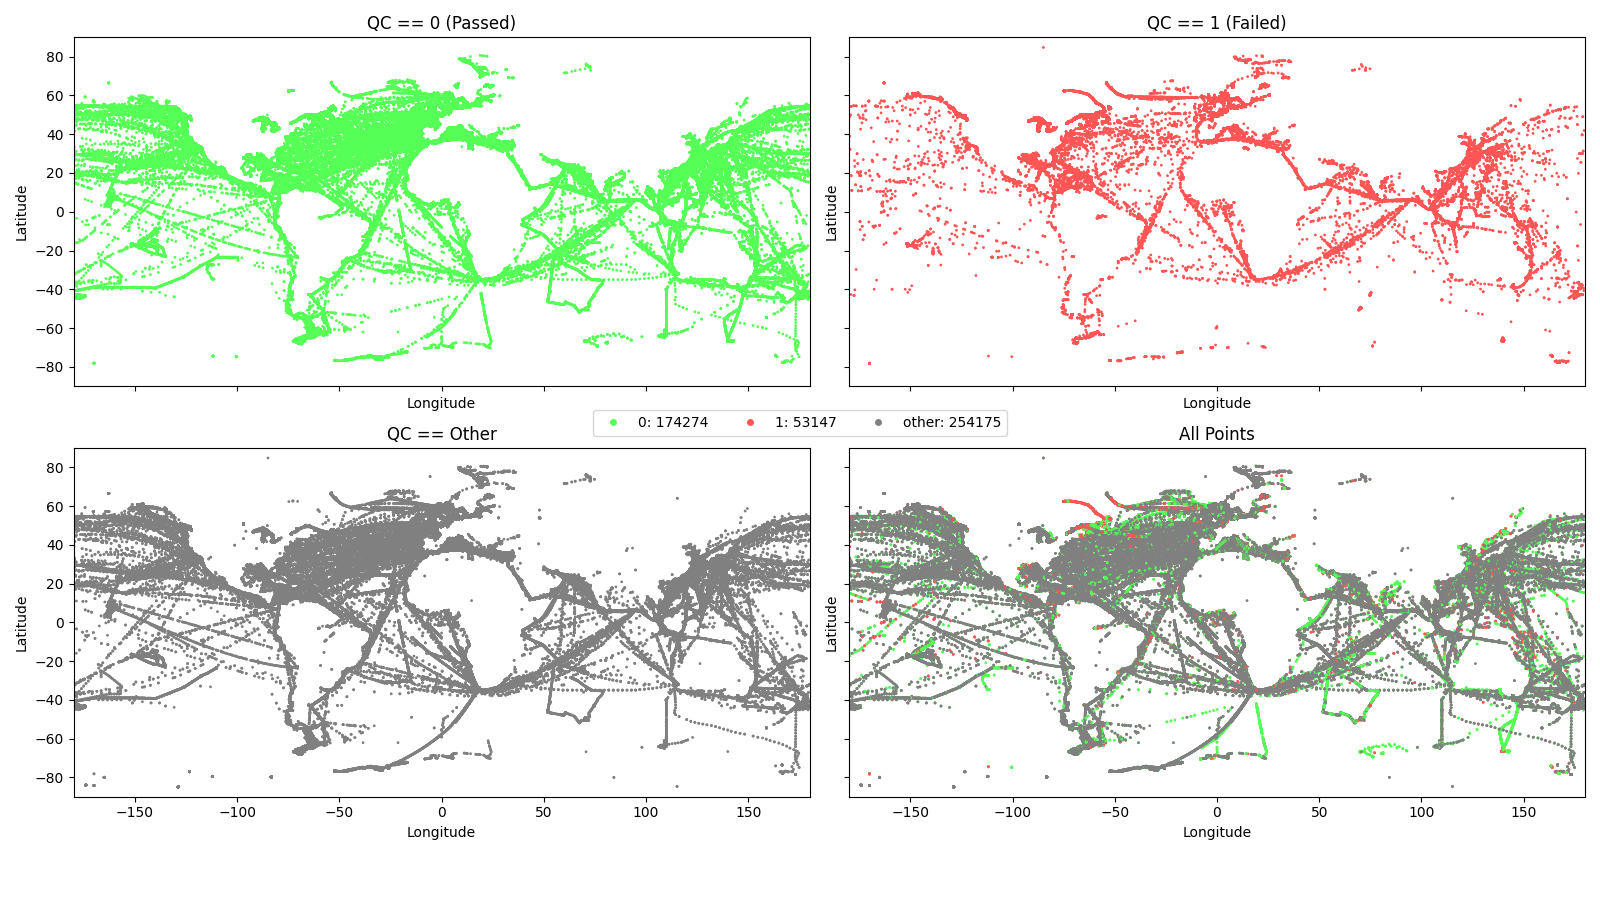 QC == 0 (Passed)
QC == 1 (Failed)
80
60
40
20
0
−20
−40
−60
−80
Latitude
Latitude
Longitude
Longitude
0: 174274
1: 53147
other: 254175
QC == Other
All Points
80
60
40
20
0
−20
−40
−60
−80
Latitude
Latitude
−150
−100
−50
0
50
100
150
−150
−100
−50
0
50
100
150
Longitude
Longitude